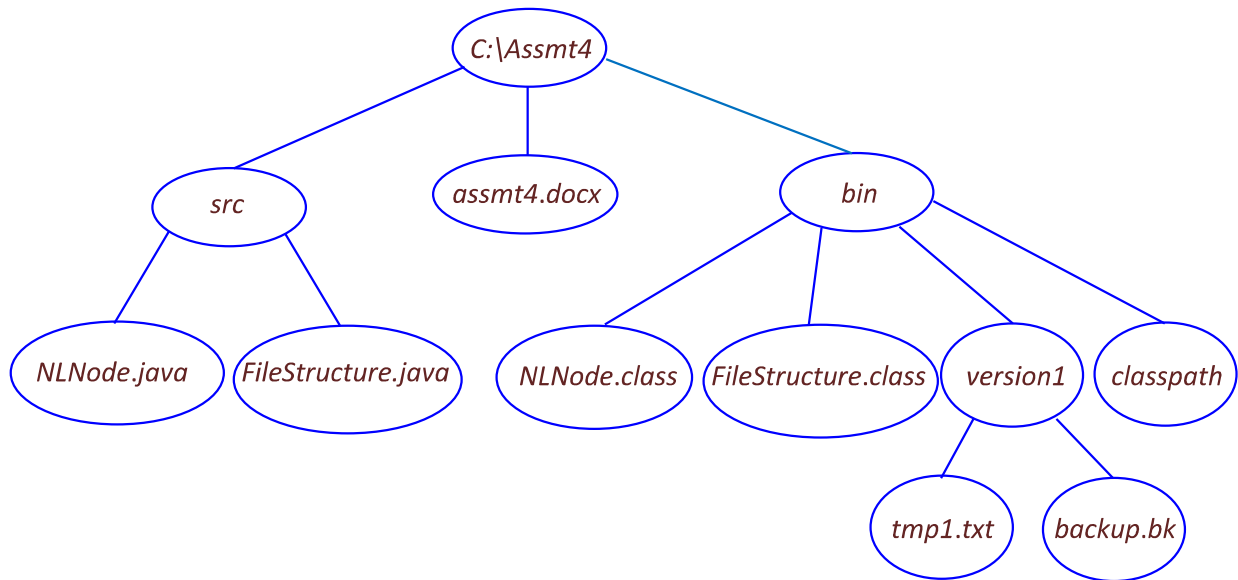 C:\Assmt4
src
assmt4.docx
bin
NLNode.java
FileStructure.java
NLNode.class
FileStructure.class
version1
classpath
tmp1.txt
backup.bk